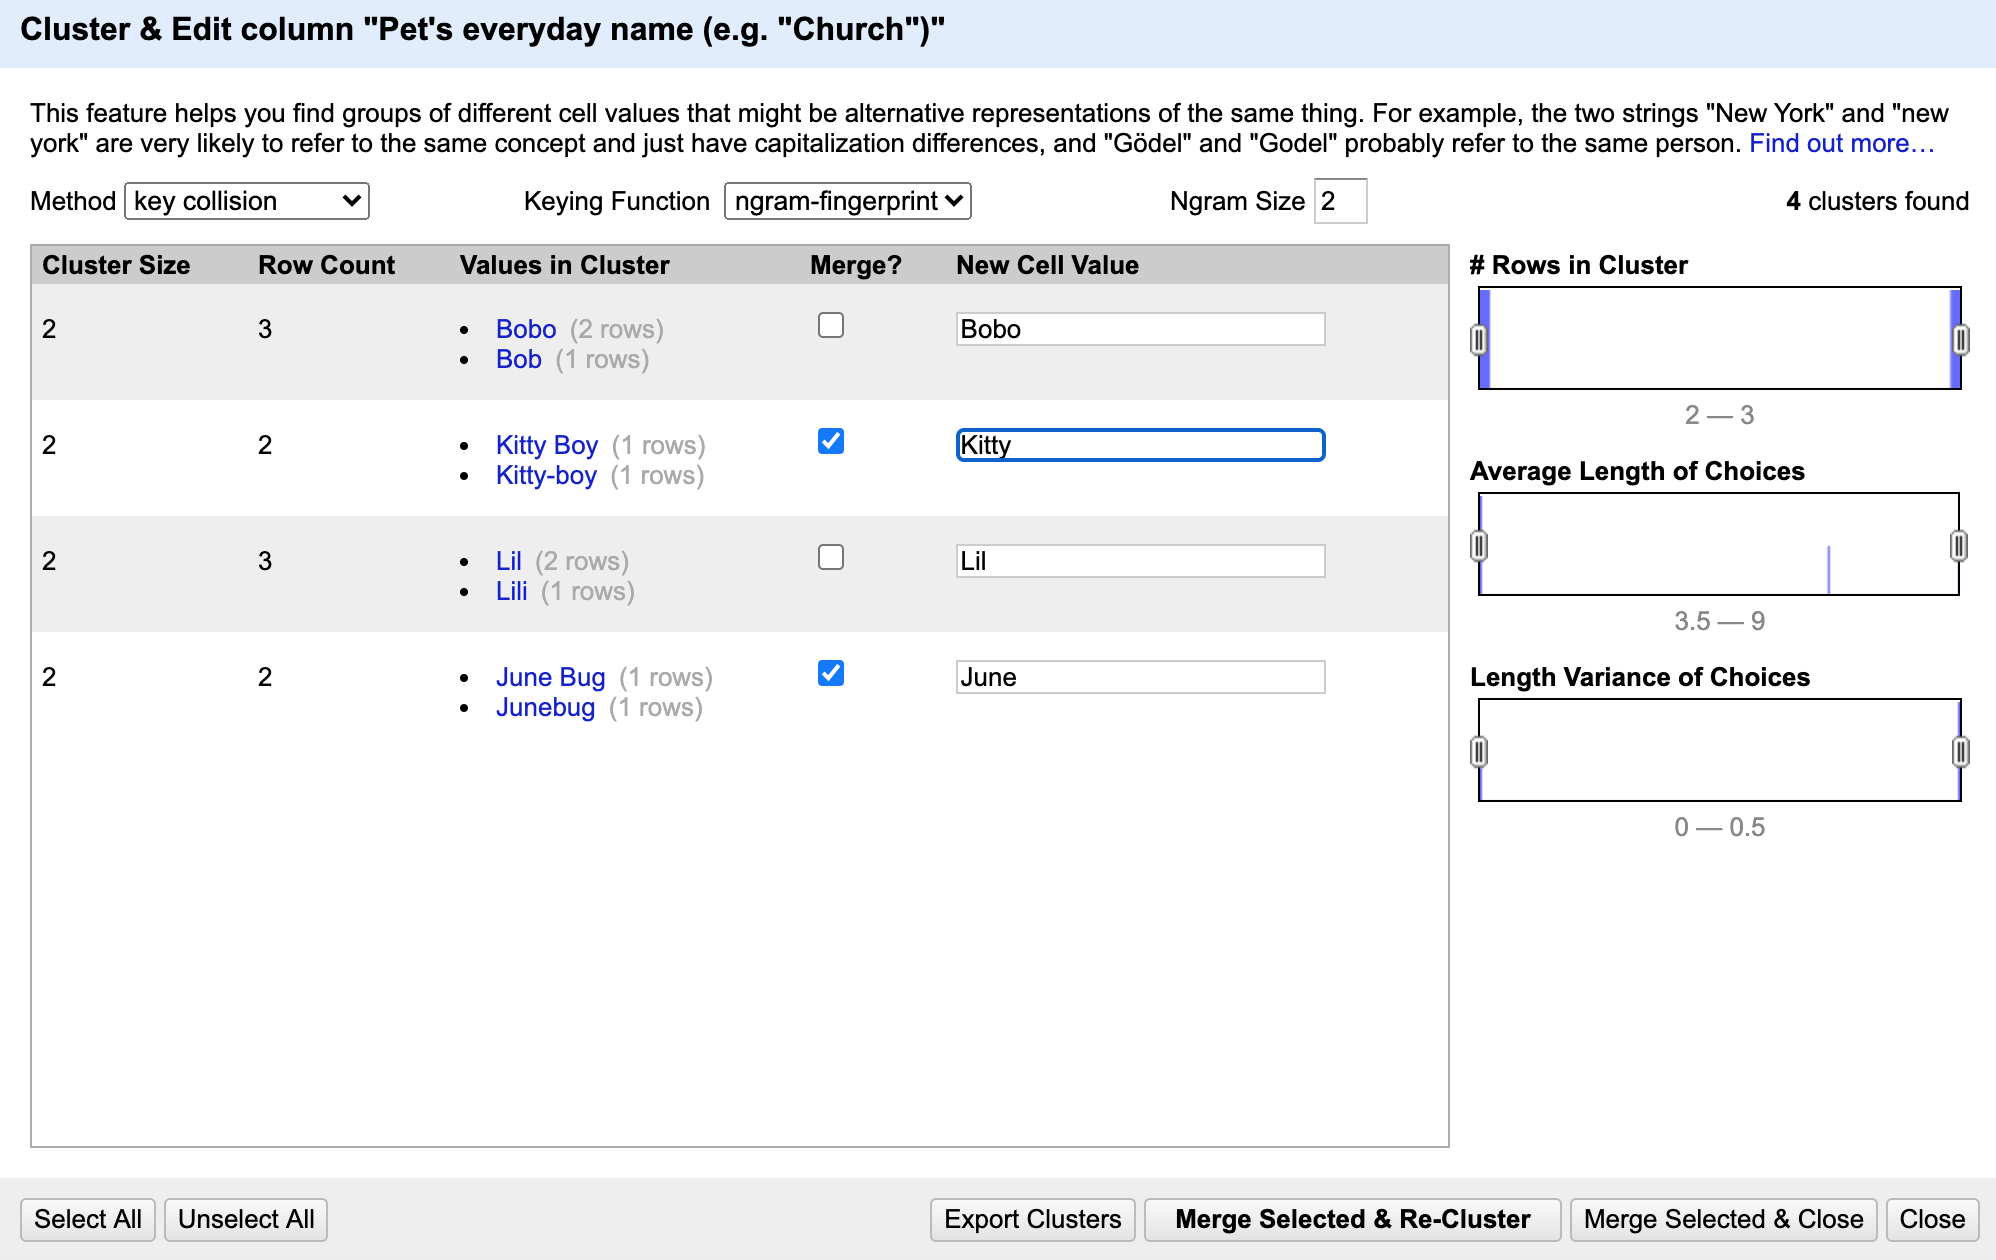 Cluster & Edit column "Pet's everyday name (e.g. "Church")"
This feature helps you find groups of different cell values that might be alternative representations of the same thing. For example, the two strings "New York" and "new
york" are very likely to refer to the same concept and just have capitalization differences, and "Gödel" and "Godel" probably refer to the same person. Find out more…
Method key collision Keying Function ngram-fingerprint Ngram Size 2 4 clusters found
Cluster Size Row Count Values in Cluster Merge? New Cell Value
2 3 • Bobo (2 rows) Bobo
• Bob (1 rows)
2 2 • Kitty Boy (1 rows) Kitty
• Kitty-boy (1 rows)
2 3 • Lil (2 rows) Lil
• Lili (1 rows)
2 2 • June Bug (1 rows) June
• Junebug (1 rows)
# Rows in Cluster
2 — 3
Average Length of Choices
3.5 — 9
Length Variance of Choices
0 — 0.5
Select All Unselect All Export Clusters Merge Selected & Re-Cluster Merge Selected & Close Close